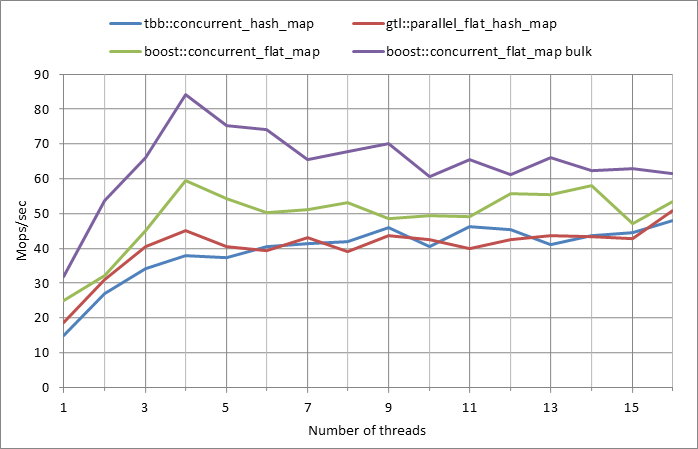 tbb::concurrent_hash_map
gtl::parallel_flat_hash_map
boost::concurrent_flat_map
boost::concurrent_flat_map bulk
90
80
70
60
50
40
30
20
10
0
Mops/sec
1 3 5 7 9 11 13 15
Number of threads